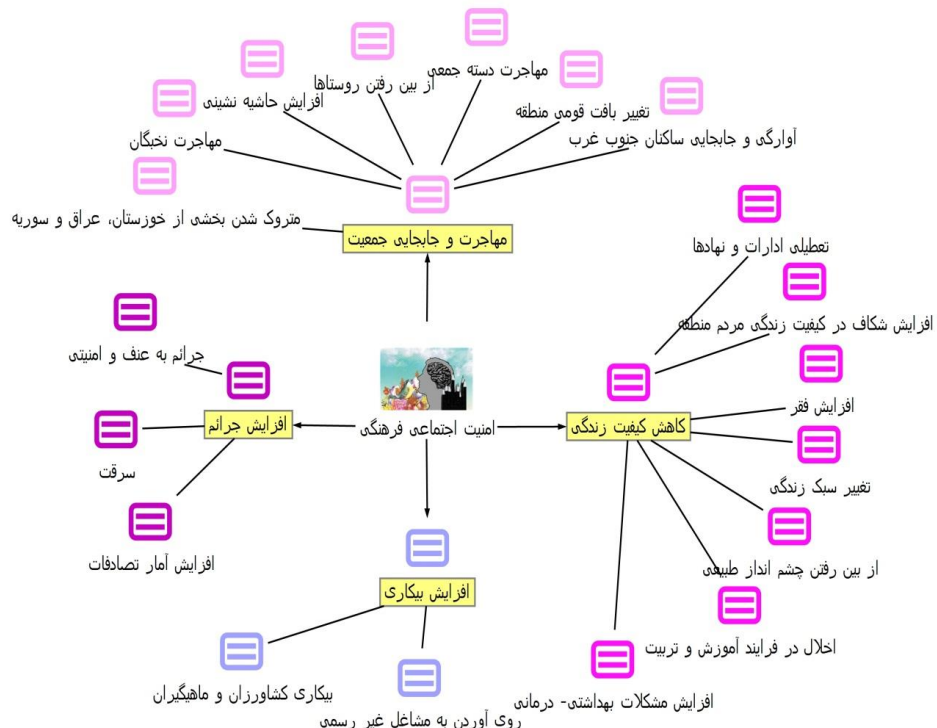 مهاجرت دسته جمعی
از بین رفتن روستاها
افزایش حاشیه نشینی
تغییر بافت قومی منطقه
آوارگی و جابجایی ساکنان جنوب غرب
مهاجرت نخبگان
متروک شدن بخشی از خوزستان، عراق و سوریه
مهاجرت و جابجایی جمعیت
تعطیلی ادارات و نهادها
افزایش شکاف در کیفیت زندگی مردم منطقه
جرائم به عنف و امنیتی
افزایش فقر
کاهش کیفیت زندگی
امنیت اجتماعی فرهنگی
افزایش جرائم
سرقت
تغییر سبک زندگی
افزایش آمار تصادفات
از بین رفتن چشم انداز طبیعی
افزایش بیکاری
اخلال در فرایند آموزش و تربیت
بیکاری کشاورزان و ماهیگیران
افزایش مشکلات بهداشتی- درمانی
روی آوردن به مشاغل غیر رسمی